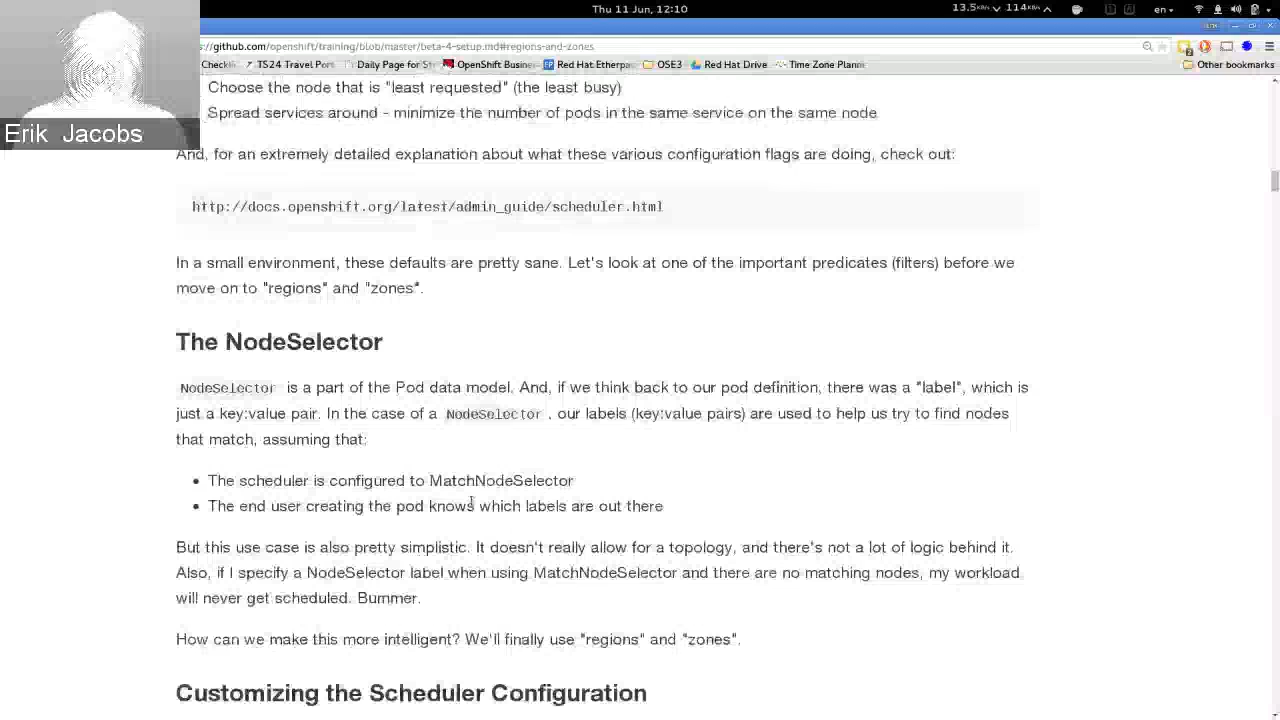 Thu 11 Jun, 12:10
13.5 KB/s 114 KB/s
en
Erik Jacobs
s://github.com/openshift/training/blob/master/beta-4-setup.md#regions-and-zones
Checkli TS24 Travel Port Daily Page for St OpenShift Busine Red Hat Etherpa OSE3 Red Hat Drive Time Zone Plann Other bookmarks
Choose the node that is "least requested" (the least busy)
Spread services around - minimize the number of pods in the same service on the same node
And, for an extremely detailed explanation about what these various configuration flags are doing, check out:
http://docs.openshift.org/latest/admin_guide/scheduler.html
In a small environment, these defaults are pretty sane. Let's look at one of the important predicates (filters) before we
move on to "regions" and "zones".
The NodeSelector
NodeSelector is a part of the Pod data model. And, if we think back to our pod definition, there was a "label", which is
just a key:value pair. In the case of a NodeSelector , our labels (key:value pairs) are used to help us try to find nodes
that match, assuming that:
• The scheduler is configured to MatchNodeSelector
• The end user creating the pod knows which labels are out there
But this use case is also pretty simplistic. It doesn't really allow for a topology, and there's not a lot of logic behind it.
Also, if I specify a NodeSelector label when using MatchNodeSelector and there are no matching nodes, my workload
will never get scheduled. Bummer.
How can we make this more intelligent? We'll finally use "regions" and "zones".
Customizing the Scheduler Configuration